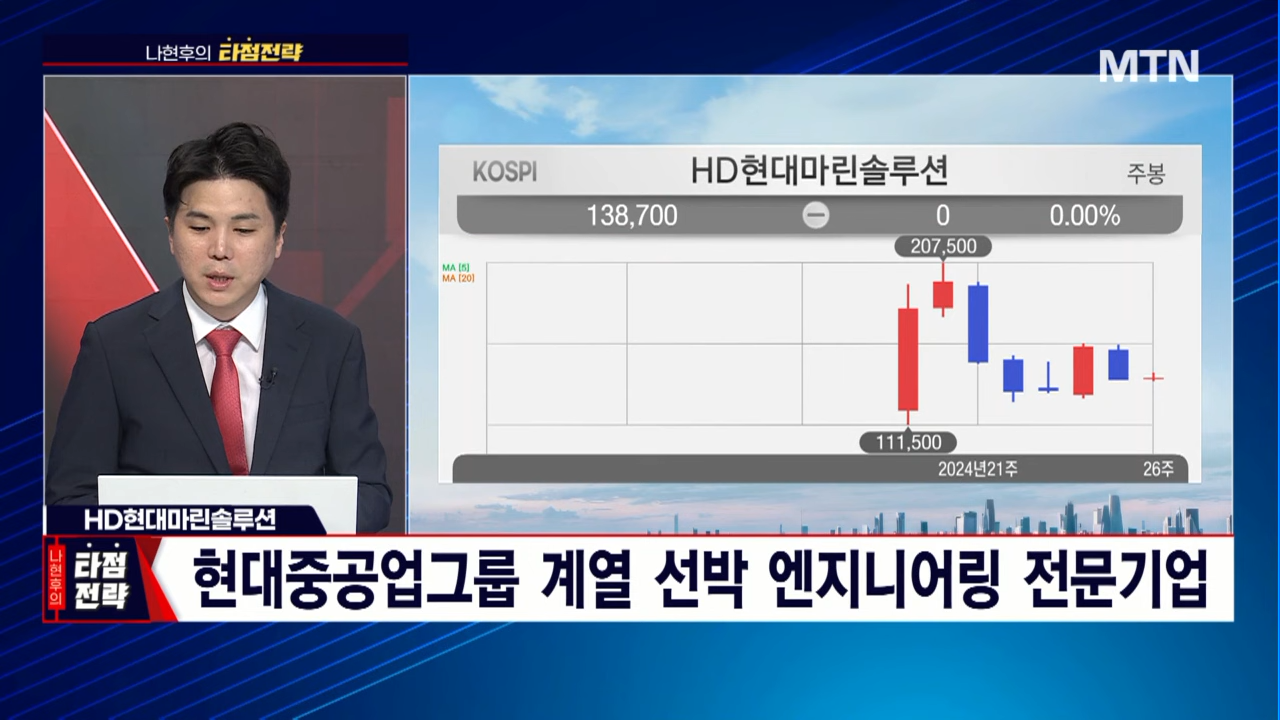 나현후의 타점전략
MTN
KOSPI
HD현대마린솔루션
주봉
138,700
0
0.00%
207,500
MA [5]
MA [20]
111,500
2024년21주
26주
HD현대마린솔루션
나현후의
타점
전략
현대중공업그룹 계열 선박 엔지니어링 전문기업